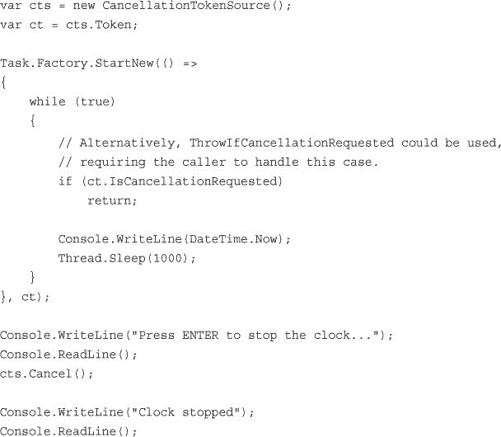 var cts = new CancellationTokenSource();
var ct = cts.Token;

Task.Factory.StartNew(() =>
{
    while (true)
    {
        // Alternatively, ThrowIfCancellationRequested could be used,
        // requiring the caller to handle this case.
        if (ct.IsCancellationRequested)
            return;

        Console.WriteLine(DateTime.Now);
        Thread.Sleep(1000);
    }
}, ct);

Console.WriteLine("Press ENTER to stop the clock...");
Console.ReadLine();
cts.Cancel();

Console.WriteLine("Clock stopped");
Console.ReadLine();